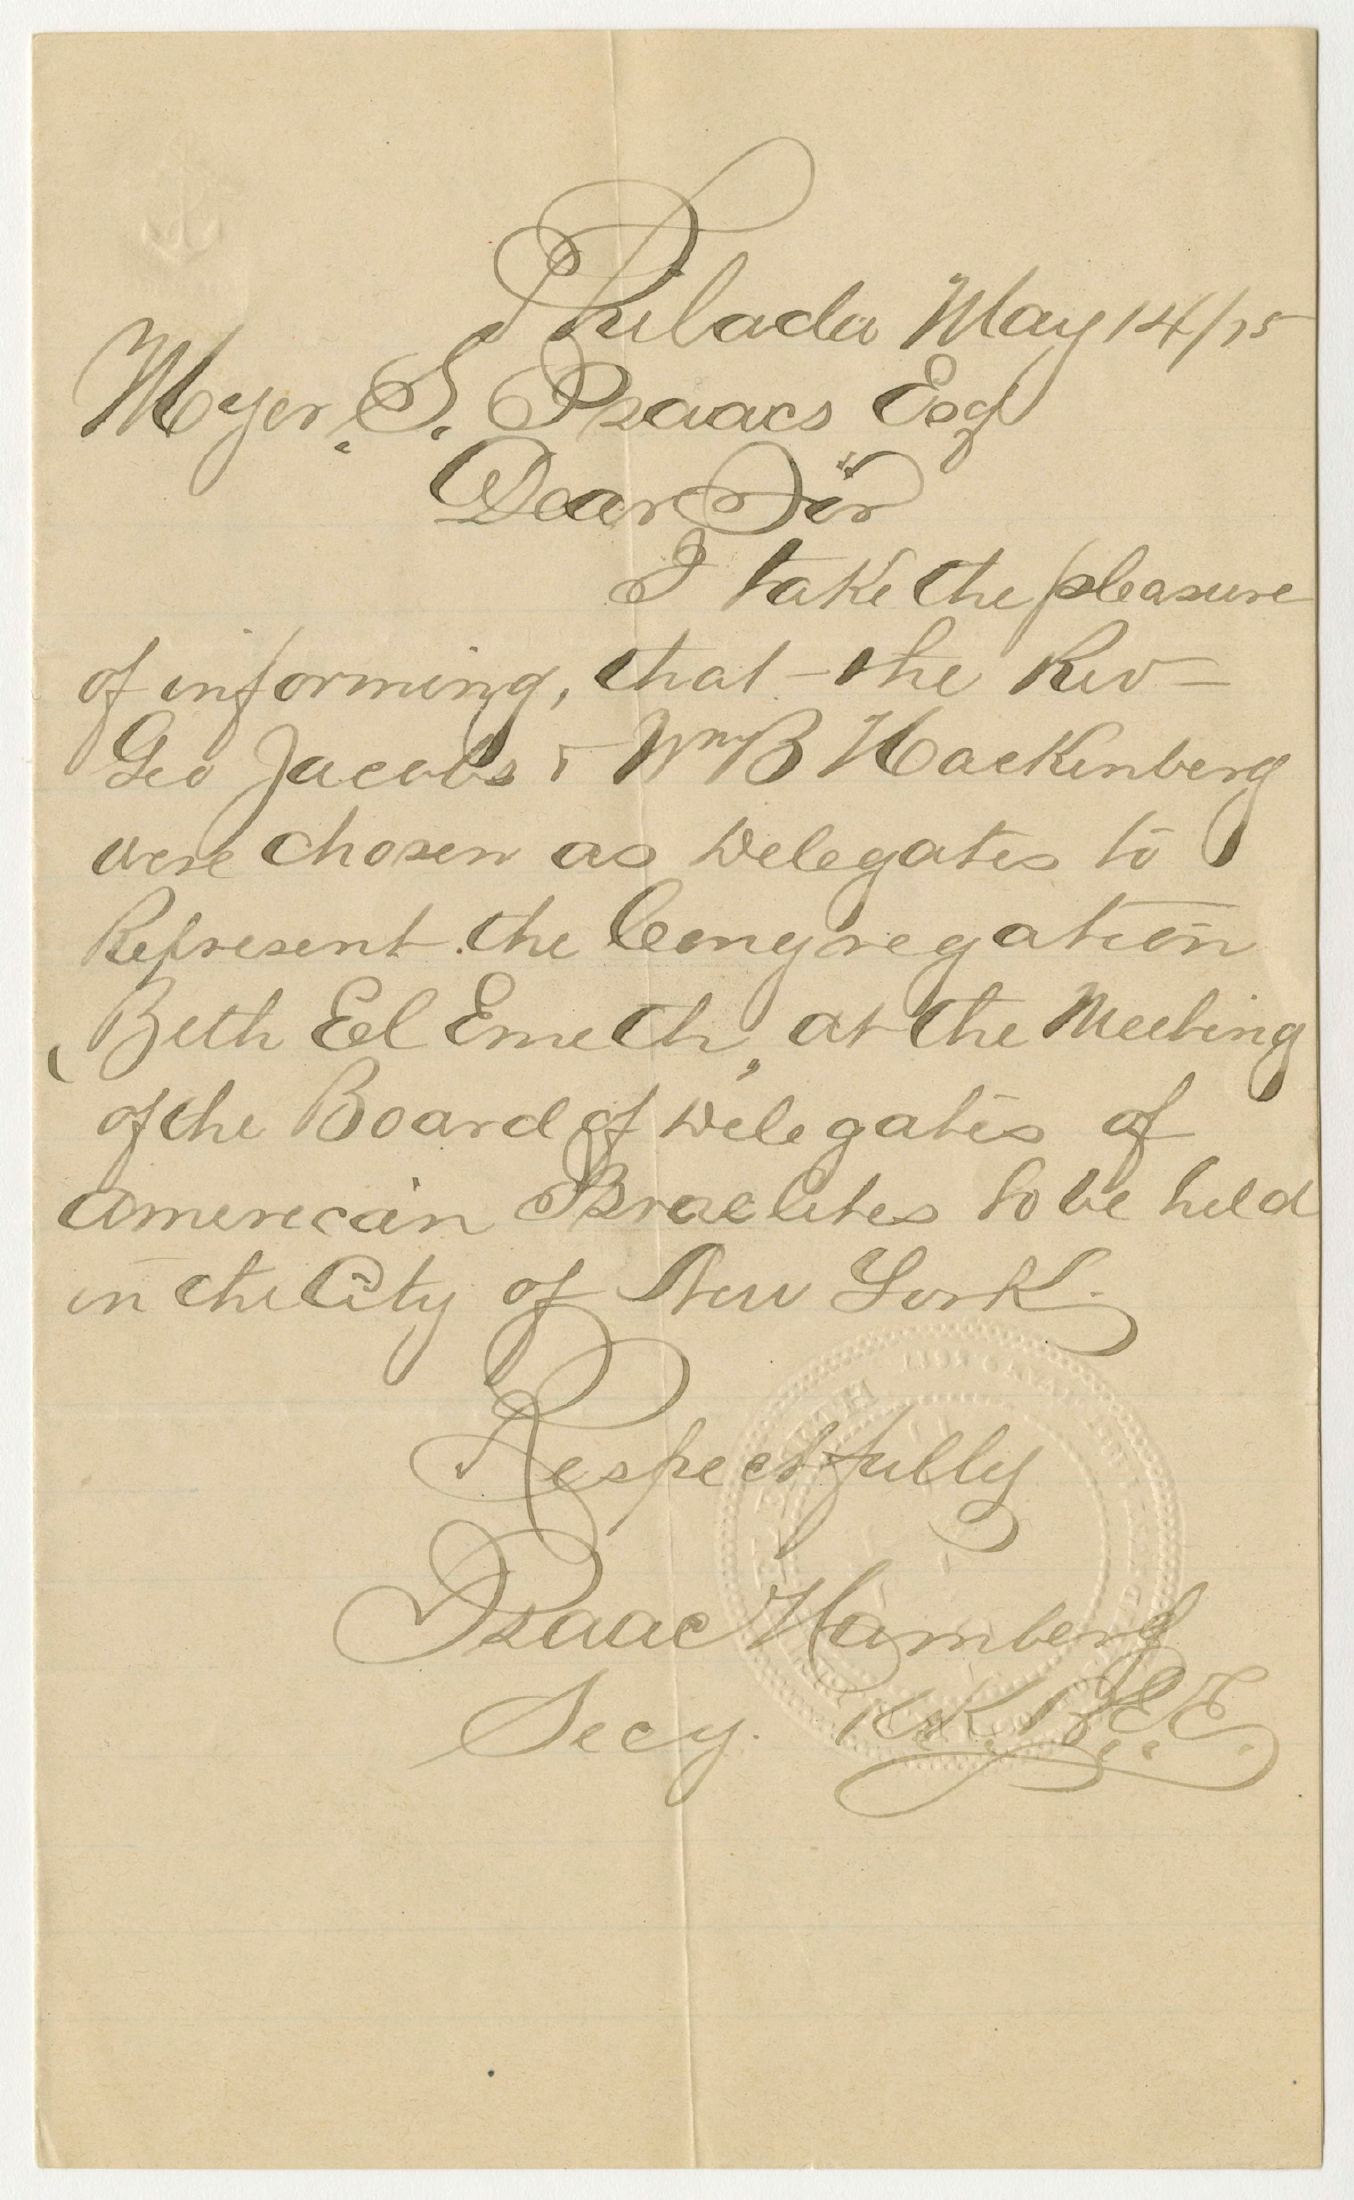 Philada May 14/75
Myer, S. Isaacs Esq
Dear Sir
I take the pleasure
of informing, that - the Rev -
Geo Jacobs & Wm B Hackenberg
were chosen as Delegates to
Represent the Congregation
"Beth El Emeth", at the Meeting
of the Board of Delegates of
American Israelites to be held
in the City of New York.
Respectfully
Isaac Hamberg
Secy. K.K.B.E.E.